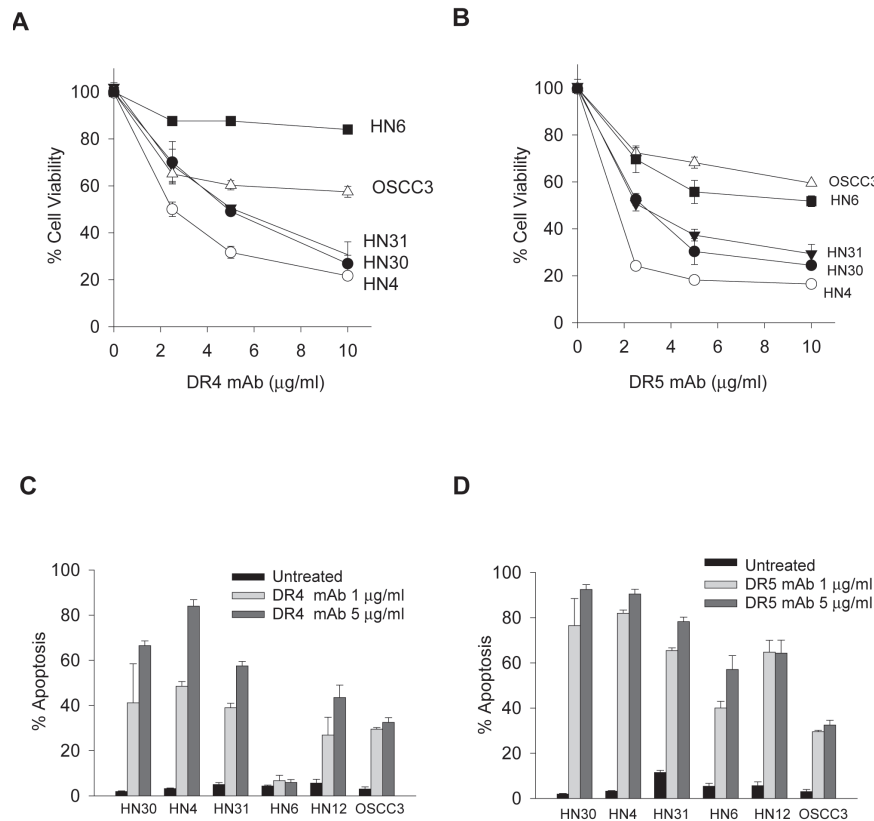 A
100
80
60
40
20
0
% Cell Viability
HN6
OSCC3
HN31
HN30
HN4
0 2 4 6 8 10
DR4 mAb (μg/ml)
B
100
80
60
40
20
0
% Cell Viability
OSCC3
HN6
HN31
HN30
HN4
0 2 4 6 8 10
DR5 mAb (μg/ml)
C
100
80
60
40
20
0
% Apoptosis
Untreated
DR4 mAb 1 μg/ml
DR4 mAb 5 μg/ml
HN30 HN4 HN31 HN6 HN12 OSCC3
D
100
80
60
40
20
0
% Apoptosis
Untreated
DR5 mAb 1 μg/ml
DR5 mAb 5 μg/ml
HN30 HN4 HN31 HN6 HN12 OSCC3